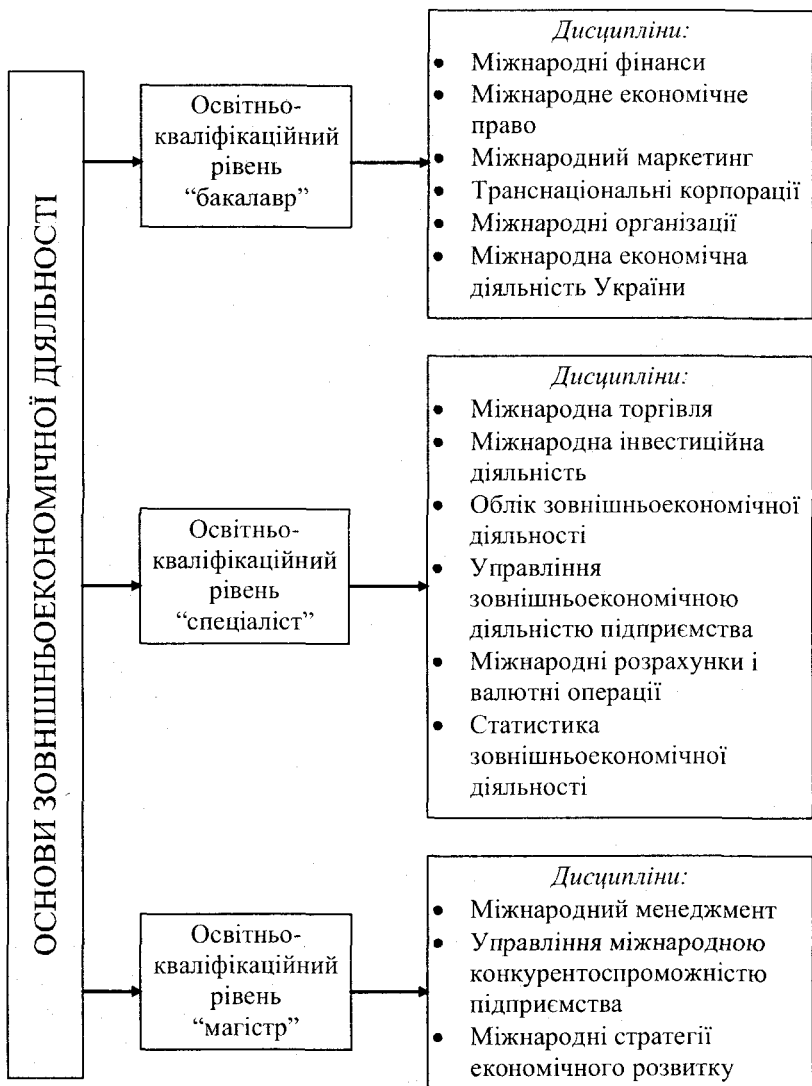 ОСНОВИ ЗОВНІШНЬОЕКОНОМІЧНОЇ ДІЯЛЬНОСТІ
Освітньо-
кваліфікаційний
рівень
“бакалавр”
Дисципліни:
• Міжнародні фінанси
• Міжнародне економічне
право
• Міжнародний маркетинг
• Транснаціональні корпорації
• Міжнародні організації
• Міжнародна економічна
діяльність України
Освітньо-
кваліфікаційний
рівень
“спеціаліст”
Дисципліни:
• Міжнародна торгівля
• Міжнародна інвестиційна
діяльність
• Облік зовнішньоекономічної
діяльності
• Управління
зовнішньоекономічною
діяльністю підприємства
• Міжнародні розрахунки і
валютні операції
• Статистика
зовнішньоекономічної
діяльності
Освітньо-
кваліфікаційний
рівень
“магістр”
Дисципліни:
• Міжнародний менеджмент
• Управління міжнародною
конкурентоспроможністю
підприємства
• Міжнародні стратегії
економічного розвитку